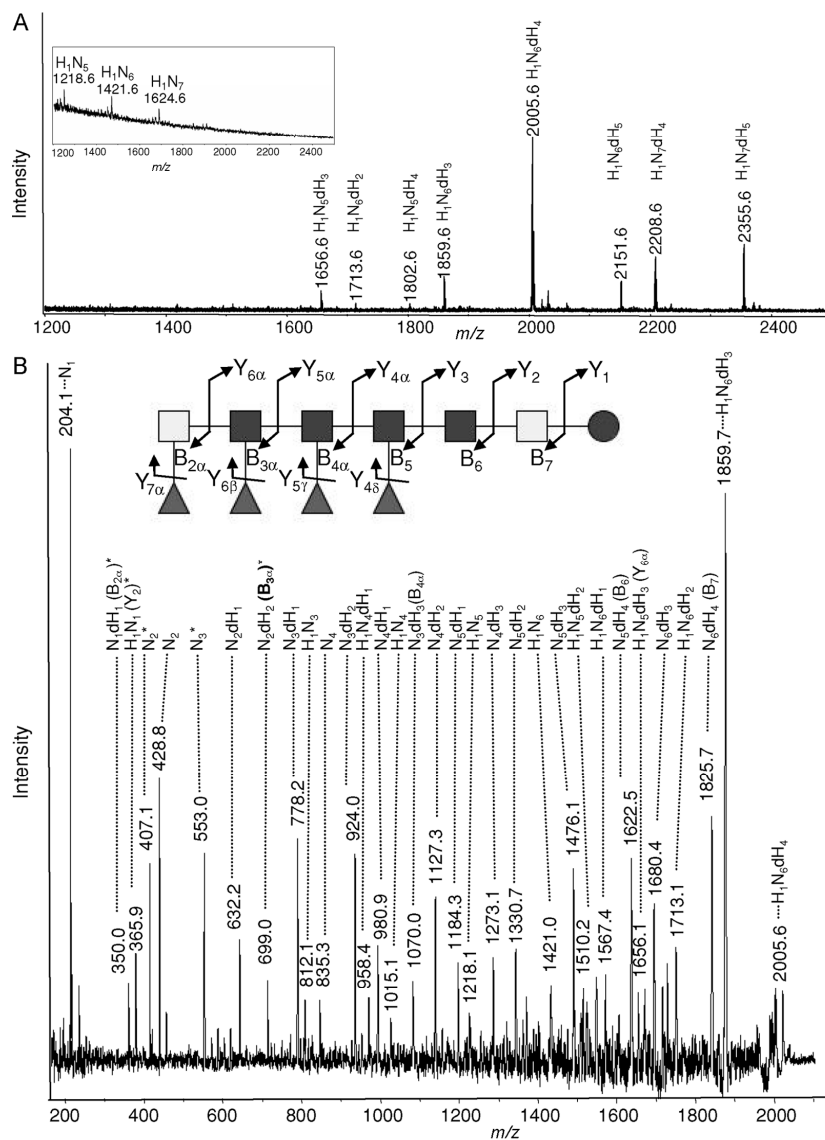 A
H₁N₅
1218.6
H₁N₆
1421.6
H₁N₇
1624.6
1200 1400 1600 1800 2000 2200
m/z
Intensity
1656.6 H₁N₅dH₃
1713.6 H₁N₆dH₂
1802.6 H₁N₅dH₄
1859.6 H₁N₆dH₃
2005.6 H₁N₆dH₄
2151.6 H₁N₆dH₅
2208.6 H₁N₇dH₄
2355.6 H₁N₇dH₅
1200 1400 1600 1800 2000 2200 2400
m/z
B
Y6α Y5α Y4α Y3 Y2 Y1
B2α B3α B4α B5 B6 B7
Y7α Y6β Y5γ Y4δ
Intensity
204.1 N₁
350.0 N₁dH₁ (B2α)*
365.9 H₁N₁ (Y₂)*
407.1 N₂*
428.8 N₂
553.0 N₃*
632.2 N₂dH₁
699.0 N₂dH₂ (B3α)*
778.2 N₃dH₁
812.1 H₁N₃
835.3 N₄
924.0 N₃dH₂
958.4 H₁N₄dH₁
980.9 N₄dH₁
1015.1 H₁N₄
1070.0 N₃dH₃(B4α)
1127.3 N₄dH₂
1184.3 N₅dH₁
1218.1 H₁N₅
1273.1 N₄dH₃
1330.7 N₅dH₂
1421.0 H₁N₆
1476.1 N₅dH₃
1510.2 H₁N₅dH₂
1567.4 H₁N₆dH₁
1622.5 N₅dH₄ (B₆)
1656.1 H₁N₅dH₃ (Y6α)
1680.4 N₆dH₃
1713.1 H₁N₆dH₂
1825.7 N₆dH₄ (B₇)
1859.7 H₁N₆dH₃
2005.6 H₁N₆dH₄
200 400 600 800 1000 1200 1400 1600 1800 2000
m/z